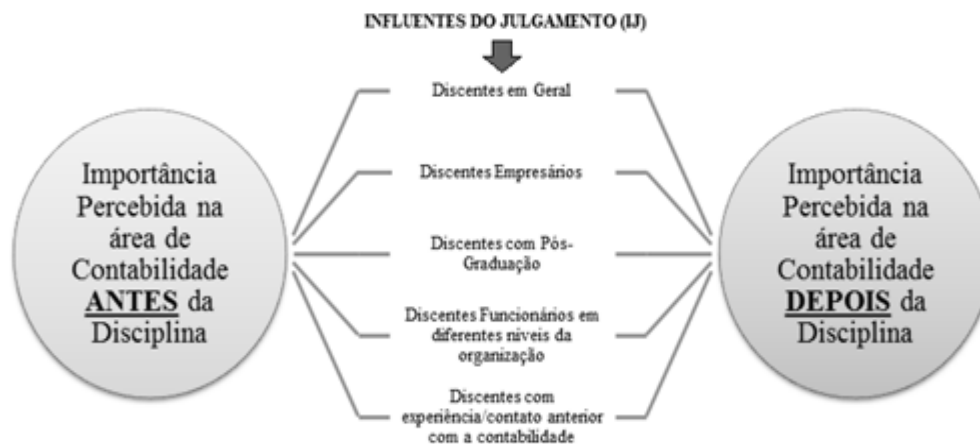 INFLUENTES DO JULGAMENTO (IJ)
Discentes em Geral
Discentes Empresários
Discentes com Pós-
Graduação
Discentes Funcionários em
diferentes níveis da
organização
Discentes com
experiência/contato anterior
com a contabilidade
Importância
Percebida na
área de
Contabilidade
ANTES da
Disciplina
Importância
Percebida na
área de
Contabilidade
DEPOIS da
Disciplina